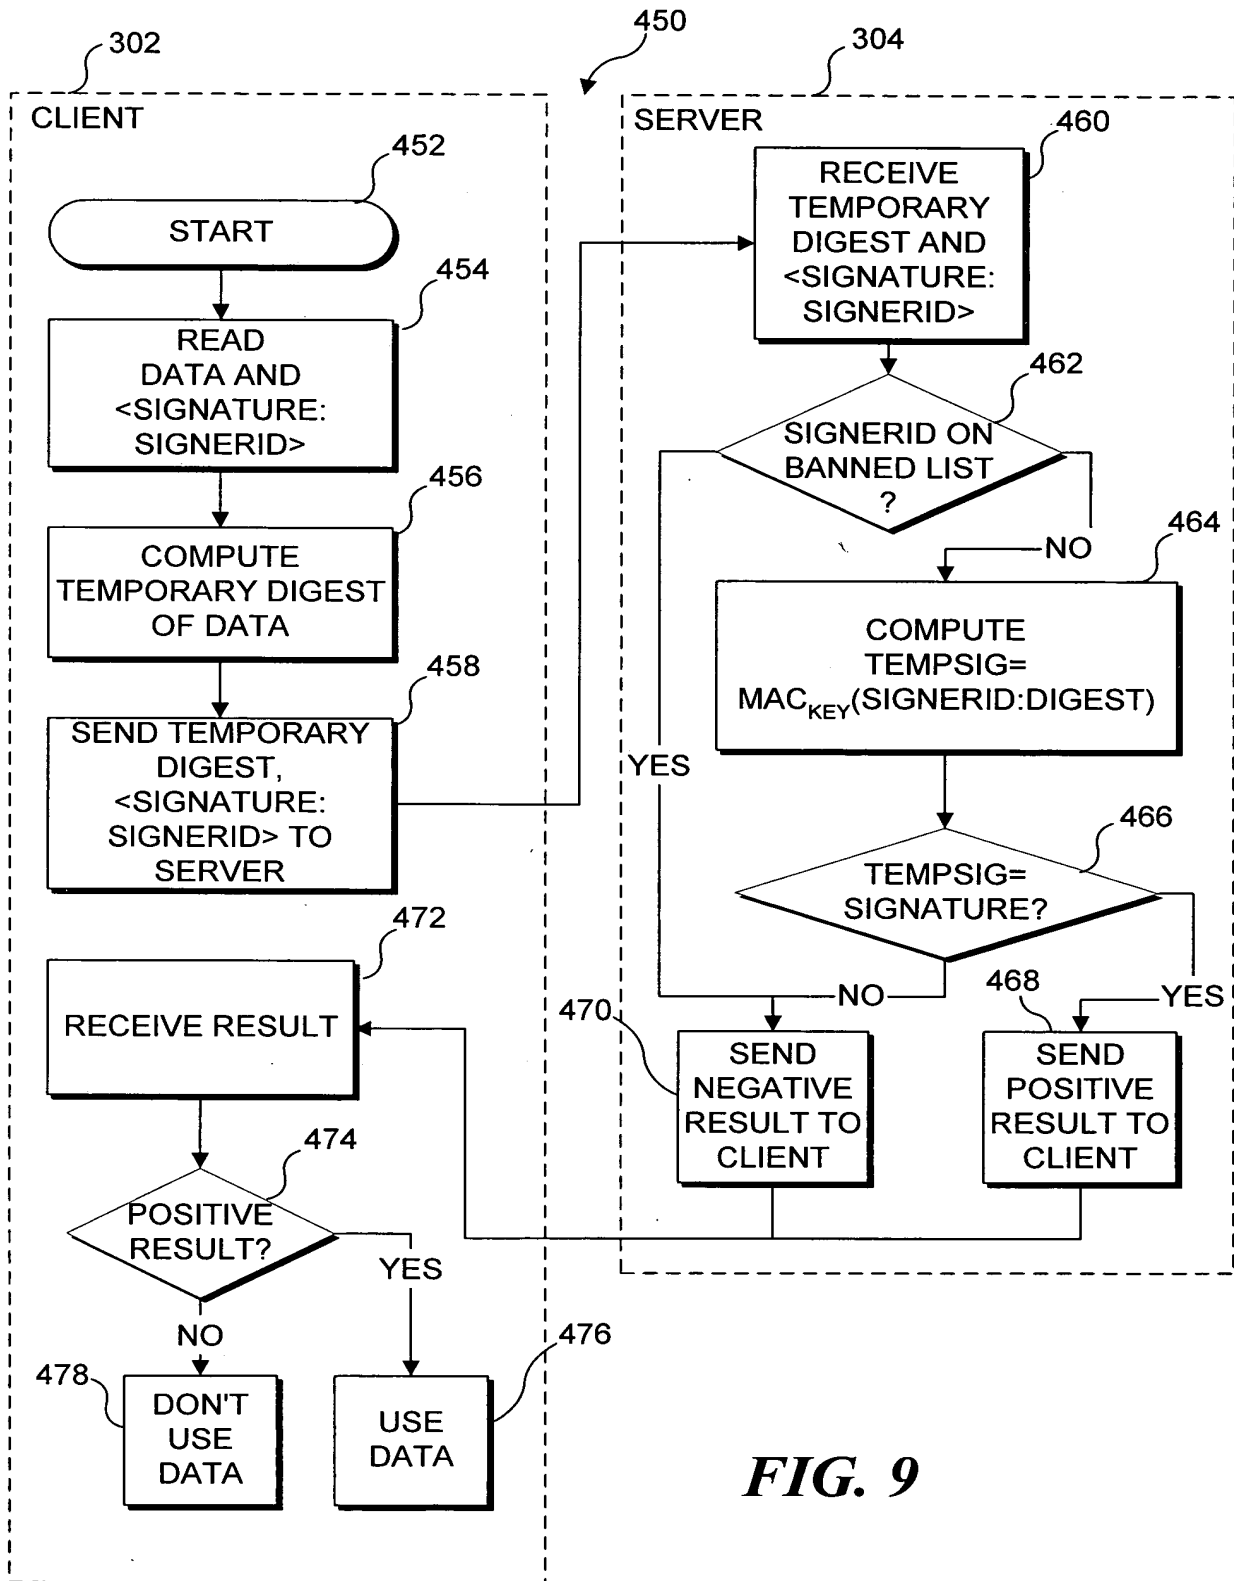 450
302
CLIENT
452
START
454
READ
DATA AND
<SIGNATURE:
SIGNERID>
456
COMPUTE
TEMPORARY DIGEST
OF DATA
458
SEND TEMPORARY
DIGEST,
<SIGNATURE:
SIGNERID> TO
SERVER
472
RECEIVE RESULT
474
POSITIVE
RESULT?
YES
NO
478
DON'T
USE
DATA
476
USE
DATA
304
SERVER
460
RECEIVE
TEMPORARY
DIGEST AND
<SIGNATURE:
SIGNERID>
462
SIGNERID ON
BANNED LIST
?
NO
464
COMPUTE
TEMPSIG=
MAC_KEY(SIGNERID:DIGEST)
YES
466
TEMPSIG=
SIGNATURE?
NO
YES
470
SEND
NEGATIVE
RESULT TO
CLIENT
468
SEND
POSITIVE
RESULT TO
CLIENT
FIG. 9